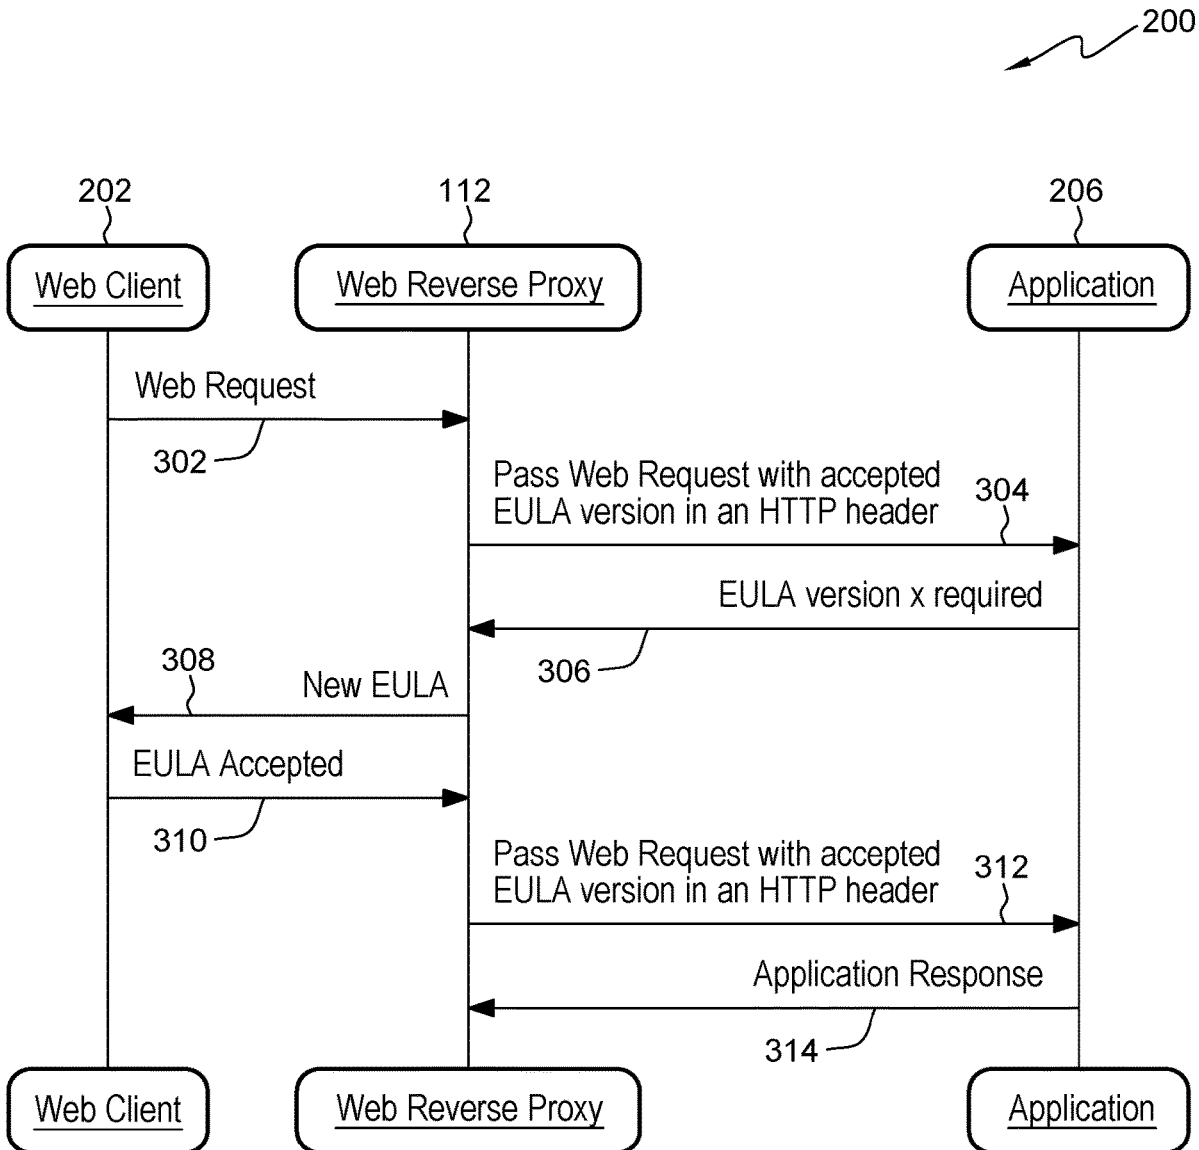 200
202
112
206
Web Client
Web Reverse Proxy
Application
Web Request
302
Pass Web Request with accepted
EULA version in an HTTP header
304
EULA version x required
306
308
New EULA
EULA Accepted
310
Pass Web Request with accepted
EULA version in an HTTP header
312
Application Response
314
Web Client
Web Reverse Proxy
Application